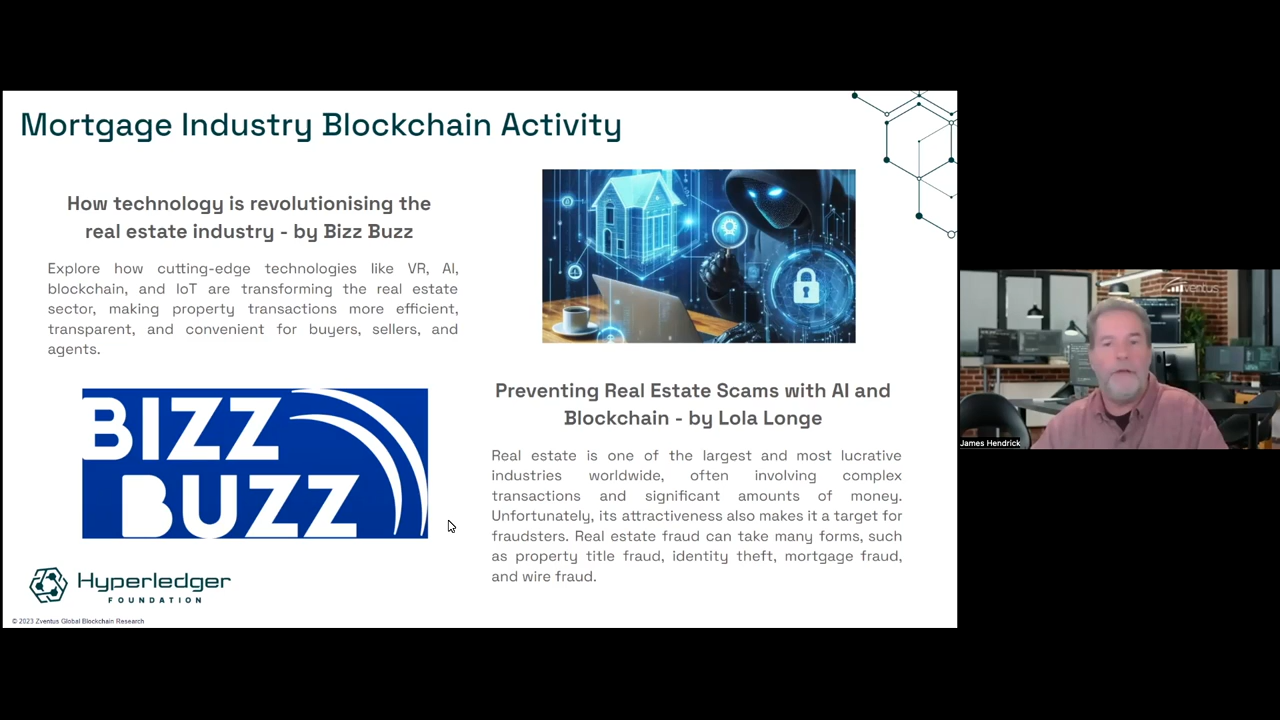 Mortgage Industry Blockchain Activity
How technology is revolutionising the
real estate industry - by Bizz Buzz
Explore how cutting-edge technologies like VR, AI,
blockchain, and IoT are transforming the real estate
sector, making property transactions more efficient,
transparent, and convenient for buyers, sellers, and
agents.
BIZZ
BUZZ
Hyperledger
FOUNDATION
© 2023 Zventus Global Blockchain Research
Preventing Real Estate Scams with AI and
Blockchain - by Lola Longe
Real estate is one of the largest and most lucrative
industries worldwide, often involving complex
transactions and significant amounts of money.
Unfortunately, its attractiveness also makes it a target for
fraudsters. Real estate fraud can take many forms, such
as property title fraud, identity theft, mortgage fraud,
and wire fraud.
James Hendrick